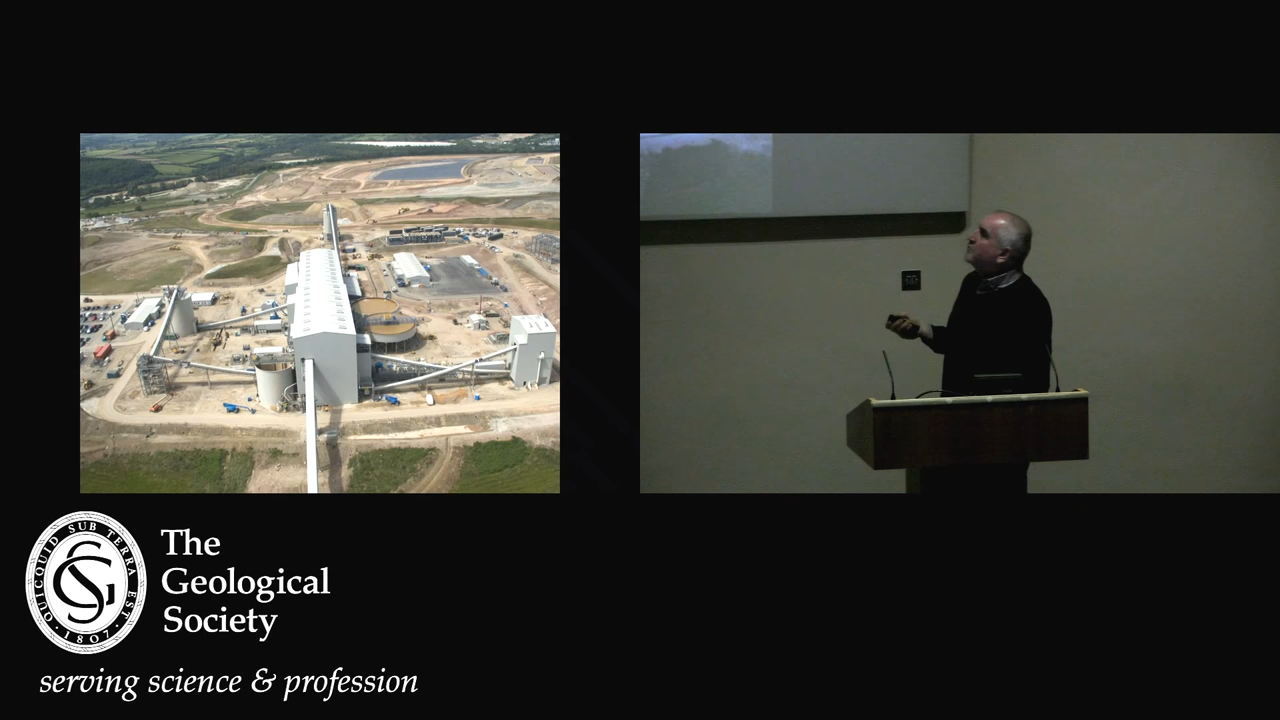 QUICQUID SUB TERRA EST
· 1807 ·
The
Geological
Society
serving science & profession